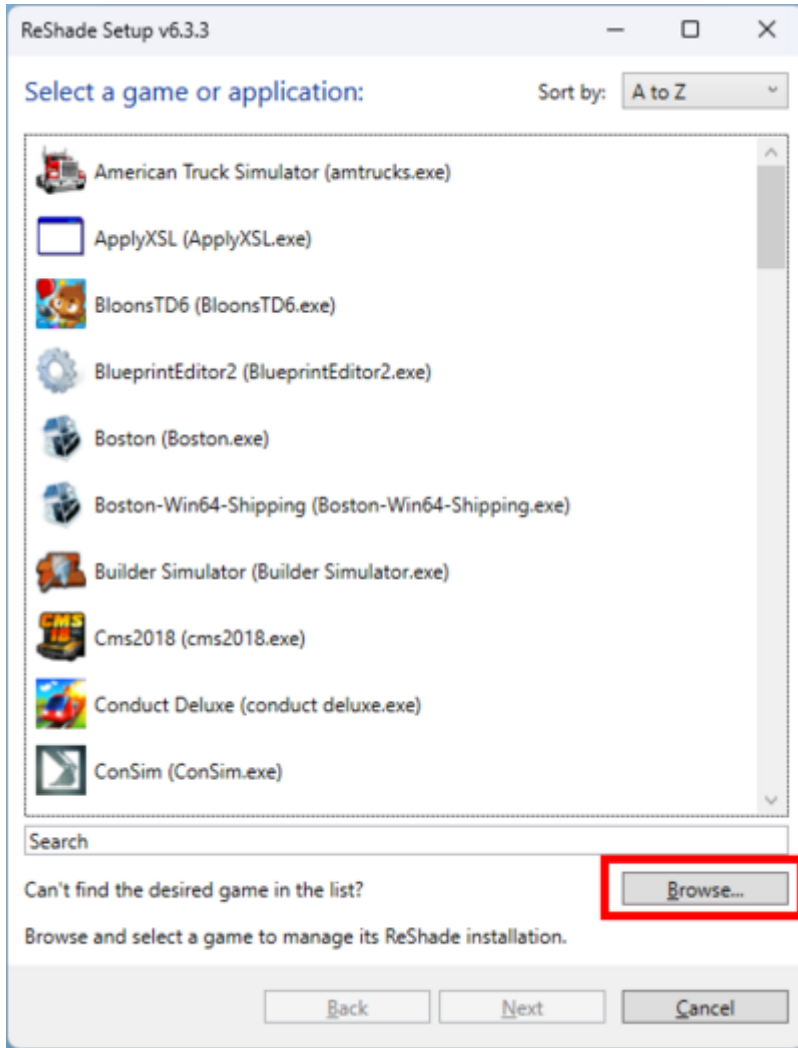 ReShade Setup v6.3.3
Select a game or application:
Sort by: A to Z
American Truck Simulator (amtrucks.exe)
ApplyXSL (ApplyXSL.exe)
BloonsTD6 (BloonsTD6.exe)
BlueprintEditor2 (BlueprintEditor2.exe)
Boston (Boston.exe)
Boston-Win64-Shipping (Boston-Win64-Shipping.exe)
Builder Simulator (Builder Simulator.exe)
CMS
18
Cms2018 (cms2018.exe)
Conduct Deluxe (conduct deluxe.exe)
ConSim (ConSim.exe)
Search
Can't find the desired game in the list?
Browse...
Browse and select a game to manage its ReShade installation.
Back
Next
Cancel